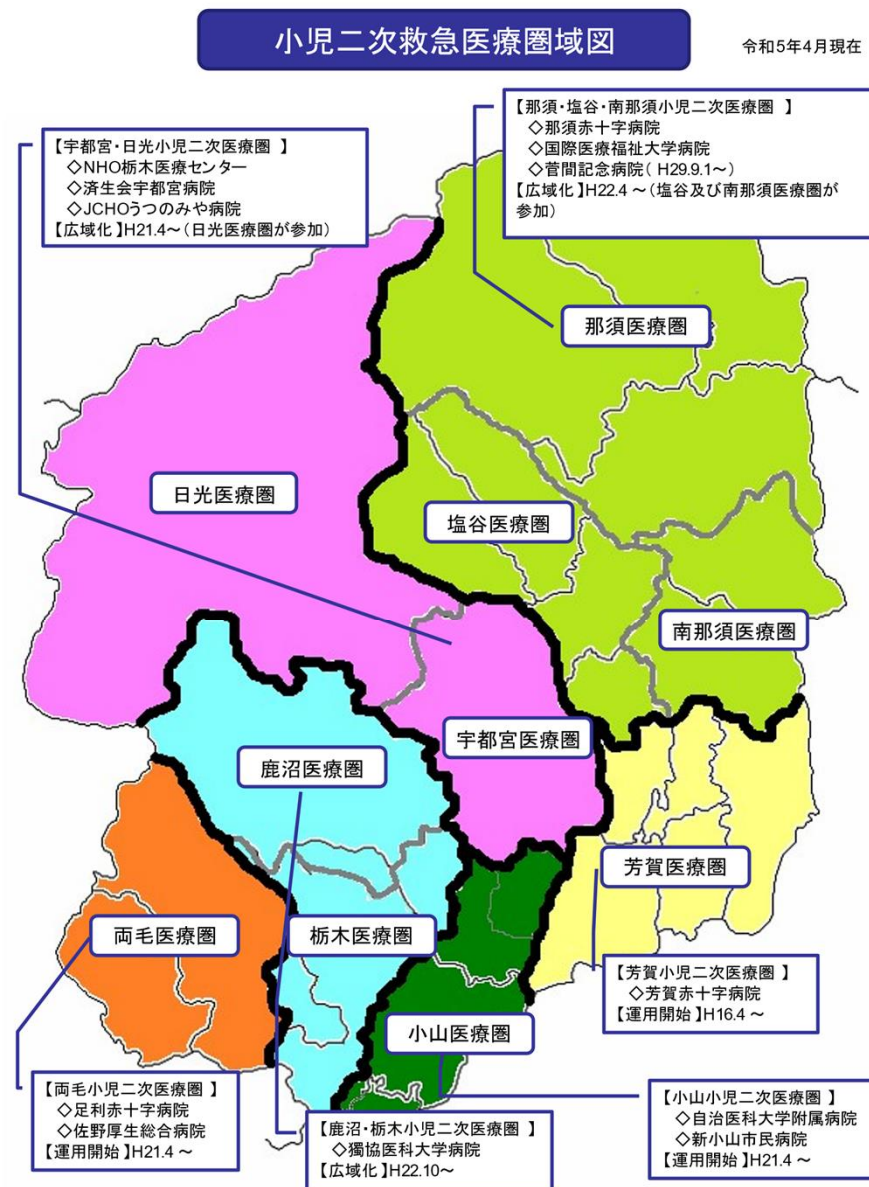 小児二次救急医療圏域図
令和5年4月現在
【宇都宮・日光小児二次医療圏 】
◇NHO栃木医療センター
◇済生会宇都宮病院
◇JCHOうつのみや病院
【広域化】H21.4～(日光医療圏が参加)
【那須・塩谷・南那須小児二次医療圏 】
◇那須赤十字病院
◇国際医療福祉大学病院
◇菅間記念病院( H29.9.1～)
【広域化】H22.4 ～(塩谷及び南那須医療圏が
参加)
那須医療圏
日光医療圏
塩谷医療圏
南那須医療圏
宇都宮医療圏
鹿沼医療圏
芳賀医療圏
両毛医療圏
栃木医療圏
小山医療圏
【芳賀小児二次医療圏 】
◇芳賀赤十字病院
【運用開始】H16.4 ～
【両毛小児二次医療圏 】
◇足利赤十字病院
◇佐野厚生総合病院
【運用開始】H21.4 ～
【鹿沼・栃木小児二次医療圏 】
◇獨協医科大学病院
【広域化】H22.10～
【小山小児二次医療圏 】
◇自治医科大学附属病院
◇新小山市民病院
【運用開始】H21.4 ～